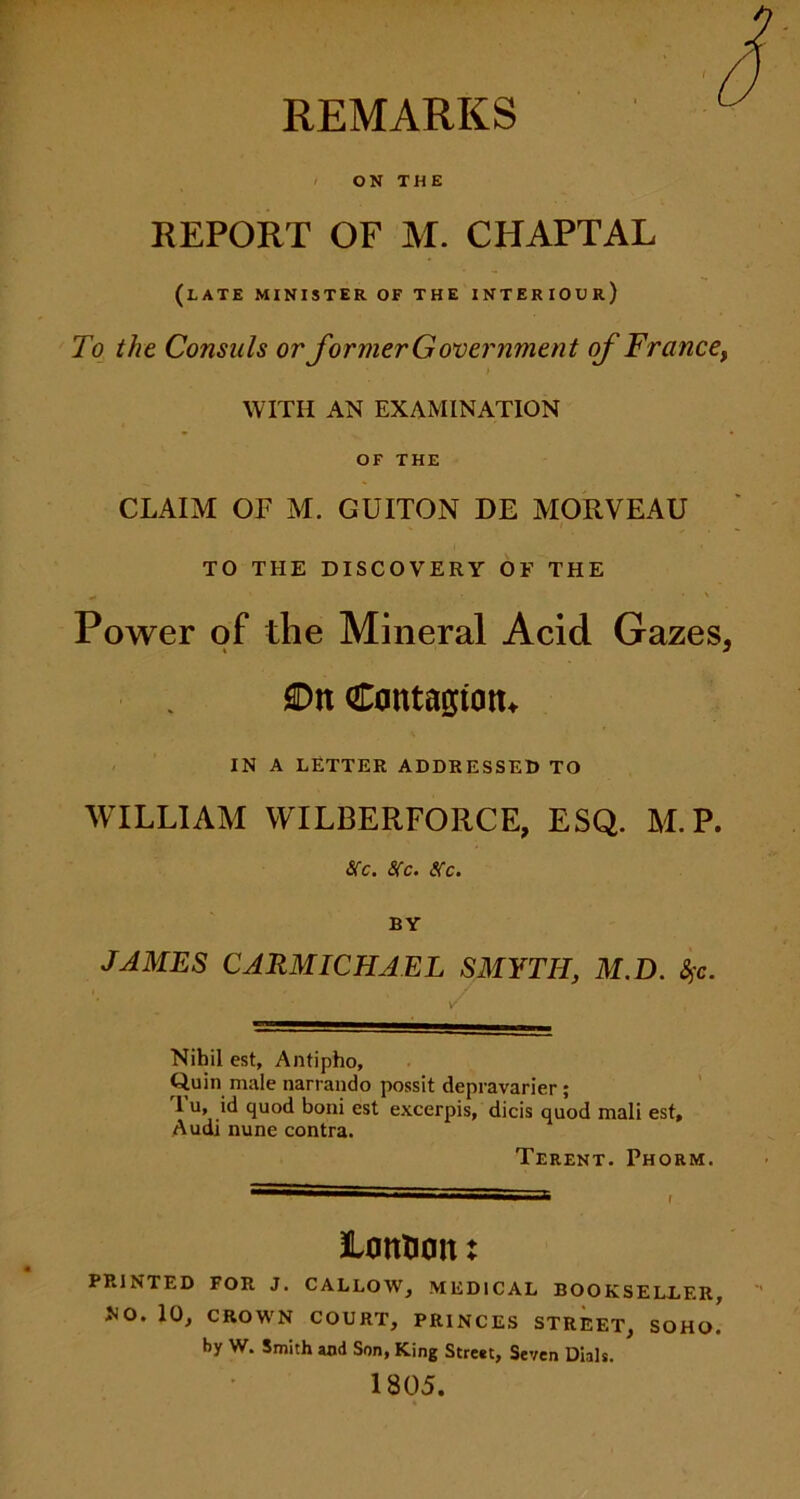 3
REMARKS
ON THE
REPORT OF M. CHAPTAL
(LATE MINISTER OF THE INTERIOUR)
To the Consuls or former Government of France,
WITH AN EXAMINATION
OF THE
CLAIM OF M. GUITON DE MORVEAU
TO THE DISCOVERY OF THE
Power of the Mineral Acid Gazes,
On Contagion.
IN A LETTER ADDRESSED TO
WILLIAM WILBERFORCE, ESQ. M.P.
&c. &c. &c.
BY
JAMES CARMICHAEL SMYTH, M.D. &c.
Nihil est, Antipho,
Quin male narrando possit depravarier;
Tu, id quod boni est excerpis, dicis quod mali est,
Audi nunc contra.
TERENT. PHORM.
London:
PRINTED FOR J. CALLOW, MEDICAL BOOKSELLER,
NO. 10, CROWN COURT, PRINCES STREET, SOHO.
by W. Smith and Son, King Street, Seven Dials.
1805.